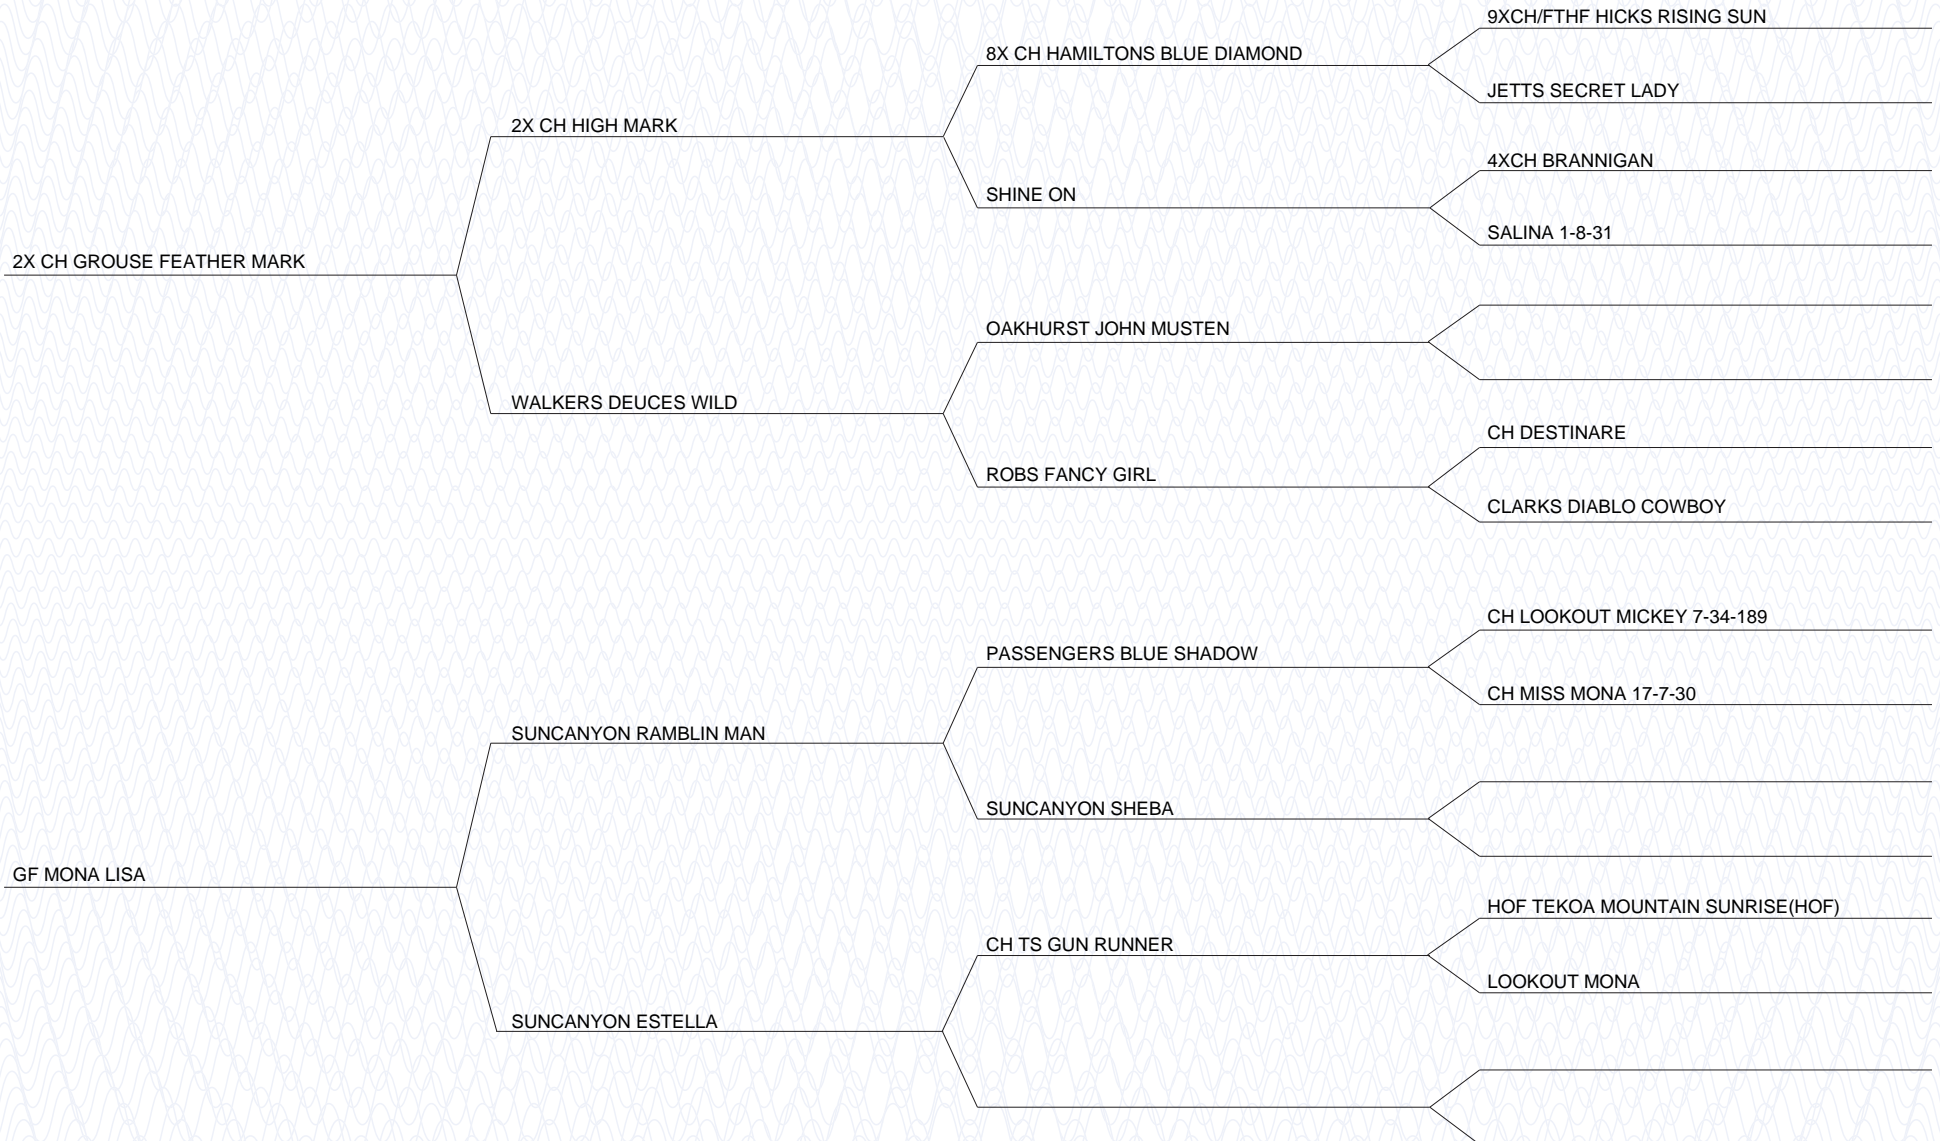 9XCH/FTHF HICKS RISING SUN
8X CH HAMILTONS BLUE DIAMOND
JETTS SECRET LADY
2X CH HIGH MARK
4XCH BRANNIGAN
SHINE ON
SALINA 1-8-31
2X CH GROUSE FEATHER MARK
OAKHURST JOHN MUSTEN
WALKERS DEUCES WILD
CH DESTINARE
ROBS FANCY GIRL
CLARKS DIABLO COWBOY
CH LOOKOUT MICKEY 7-34-189
PASSENGERS BLUE SHADOW
CH MISS MONA 17-7-30
SUNCANYON RAMBLIN MAN
SUNCANYON SHEBA
GF MONA LISA
HOF TEKOA MOUNTAIN SUNRISE(HOF)
CH TS GUN RUNNER
LOOKOUT MONA
SUNCANYON ESTELLA